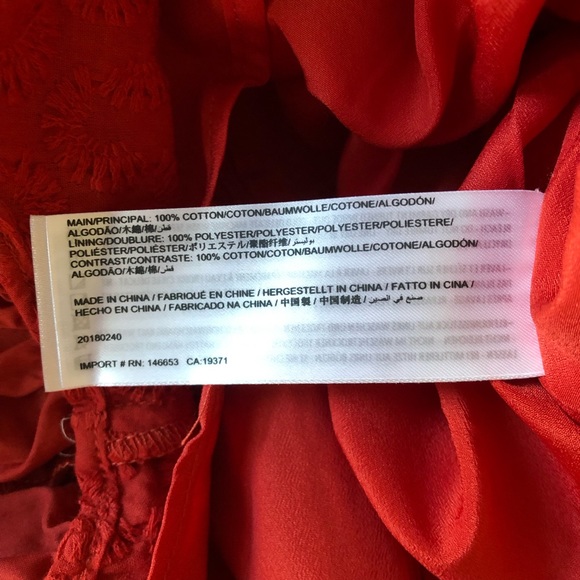 MAIN/PRINCIPAL: 100% COTTON/COTON/BAUMWOLLE/COTONE/ALGODÓN/
ALGODÃO/木綿/棉/قطن
LINING/DOUBLURE: 100% POLYESTER/POLYESTER/POLYESTER/POLIESTERE/
POLIÉSTER/POLIÉSTER/ポリエステル/聚酯纤维/بوليستر
CONTRAST/CONTRASTE: 100% COTTON/COTON/BAUMWOLLE/COTONE/ALGODÓN/
ALGODÃO/木綿/棉/قطن
MADE IN CHINA / FABRIQUÉ EN CHINE / HERGESTELLT IN CHINA / FATTO IN CINA /
HECHO EN CHINA / FABRICADO NA CHINA / 中国製 / 中国制造 / صنع في الصين
20180240
IMPORT # RN: 146653 CA:19371